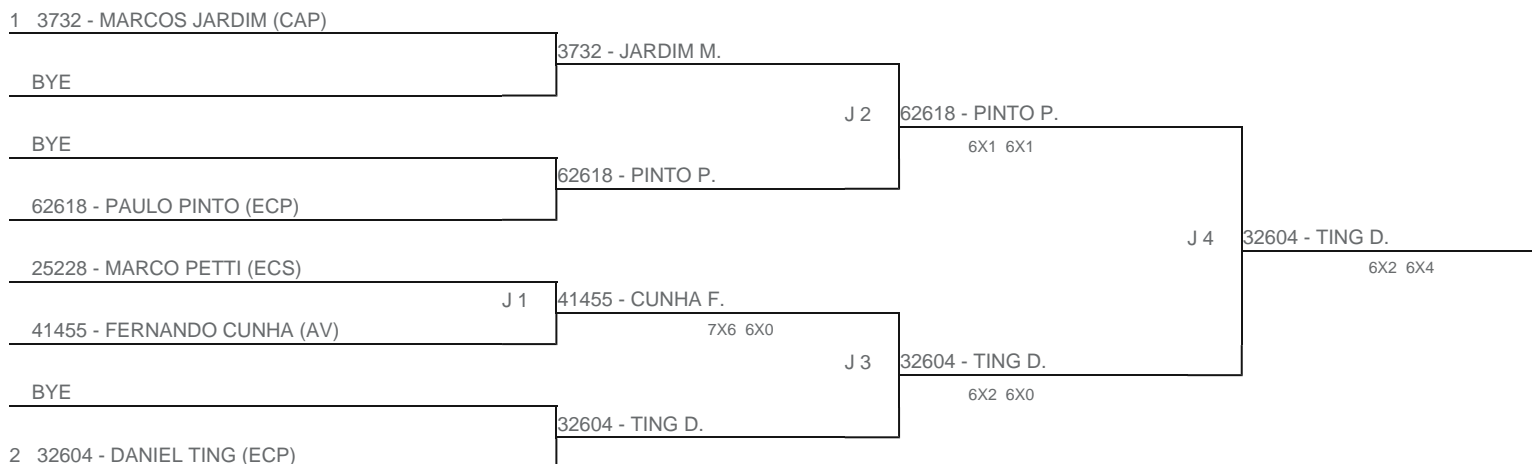 1 3732 - MARCOS JARDIM (CAP)
3732 - JARDIM M.
BYE
J 2
62618 - PINTO P.
6X1 6X1
BYE
62618 - PINTO P.
62618 - PAULO PINTO (ECP)
J 4
32604 - TING D.
6X2 6X4
25228 - MARCO PETTI (ECS)
J 1
41455 - CUNHA F.
7X6 6X0
41455 - FERNANDO CUNHA (AV)
J 3
32604 - TING D.
6X2 6X0
BYE
32604 - TING D.
2 32604 - DANIEL TING (ECP)